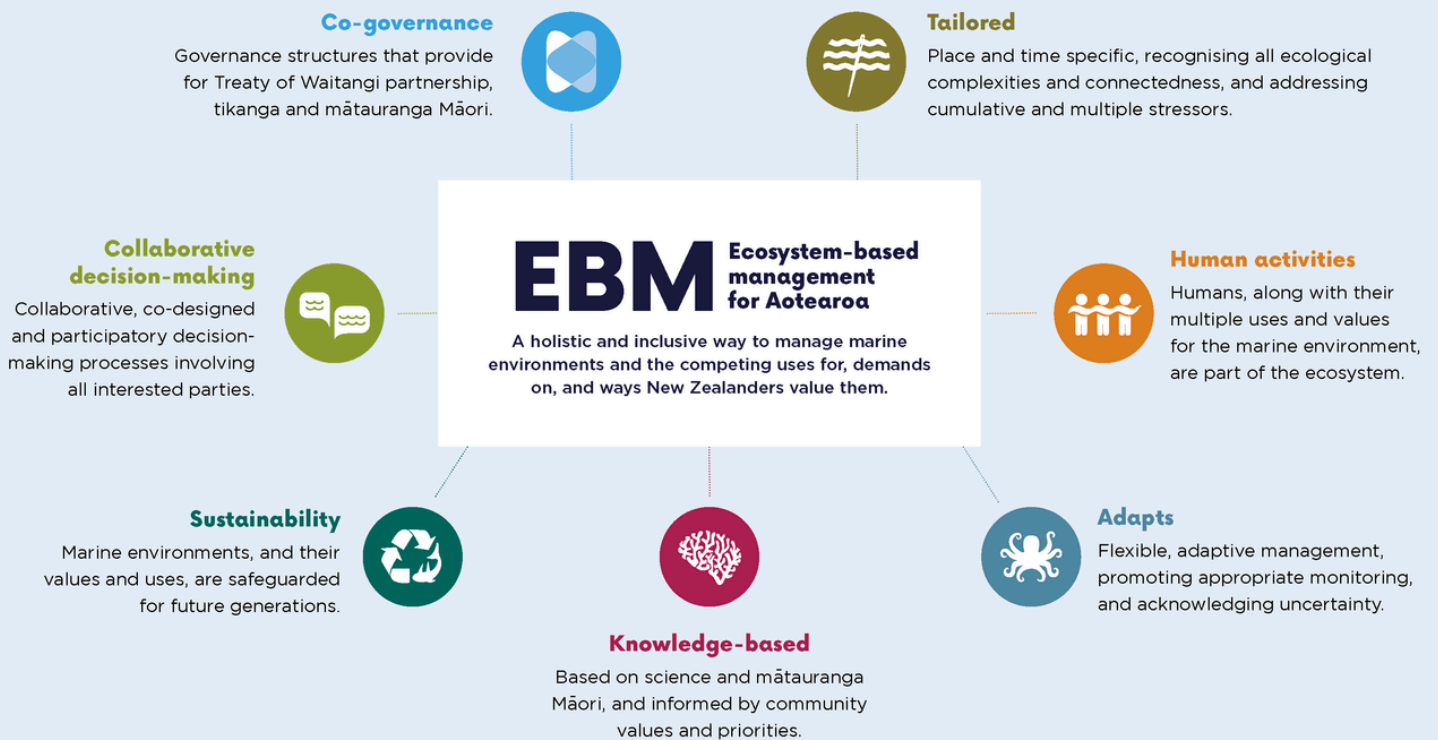 Co-governance
Governance structures that provide
for Treaty of Waitangi partnership,
tikanga and mātauranga Māori.
Tailored
Place and time specific, recognising all ecological
complexities and connectedness, and addressing
cumulative and multiple stressors.
Collaborative
decision-making
Collaborative, co-designed
and participatory decision-
making processes involving
all interested parties.
EBM
Ecosystem-based
management
for Aotearoa
A holistic and inclusive way to manage marine
environments and the competing uses for, demands
on, and ways New Zealanders value them.
Human activities
Humans, along with their
multiple uses and values
for the marine environment,
are part of the ecosystem.
Sustainability
Marine environments, and their
values and uses, are safeguarded
for future generations.
Knowledge-based
Based on science and mātauranga
Māori, and informed by community
values and priorities.
Adapts
Flexible, adaptive management,
promoting appropriate monitoring,
and acknowledging uncertainty.